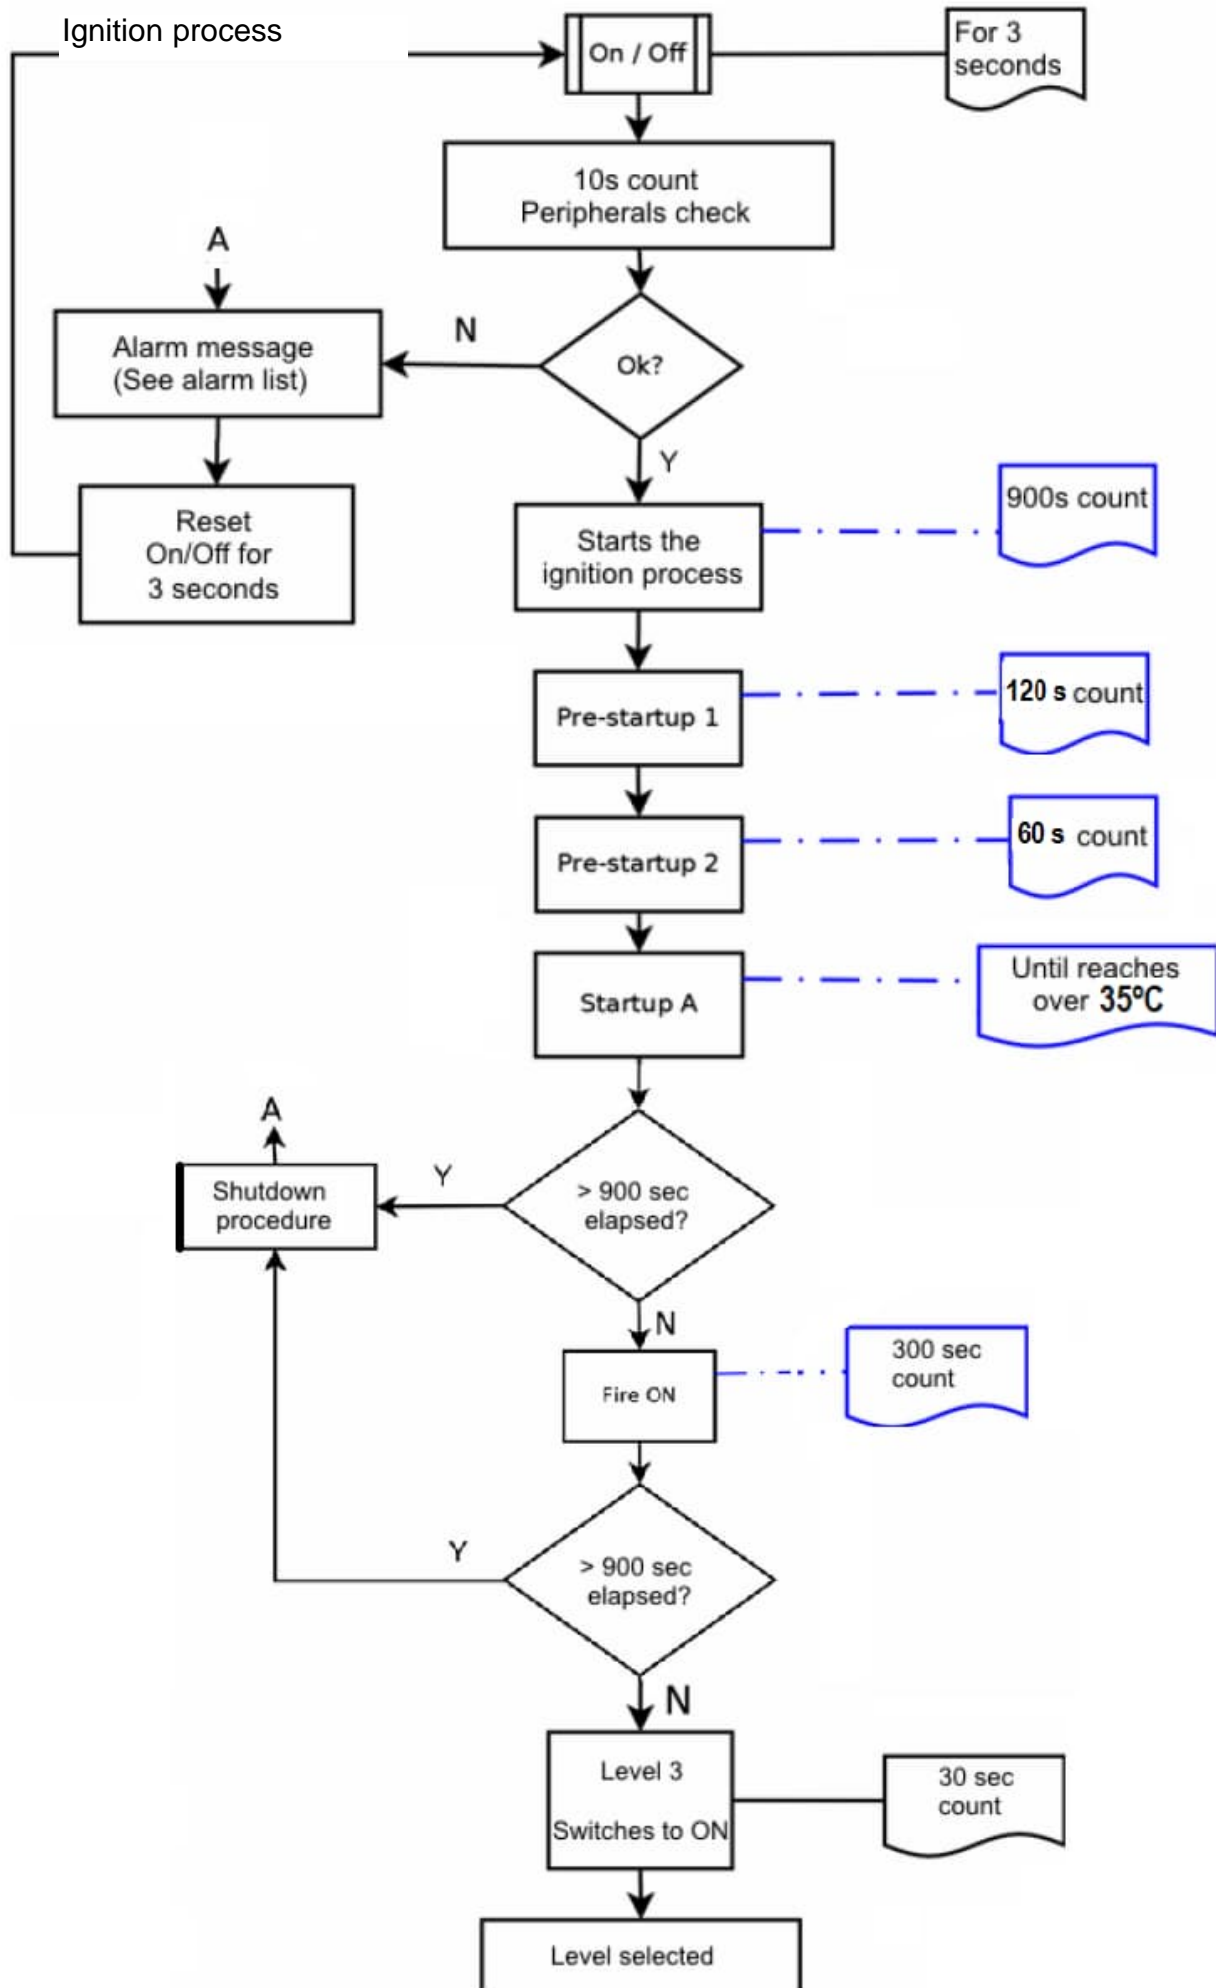 Ignition process
On / Off
For 3
seconds
10s count
Peripherals check
A
Alarm message
(See alarm list)
N
Ok?
Y
Reset
On/Off for
3 seconds
Starts the
ignition process
900s count
Pre-startup 1
120 s count
Pre-startup 2
60 s count
Startup A
Until reaches
over 35ºC
A
Shutdown
procedure
Y
> 900 sec
elapsed?
N
Fire ON
300 sec
count
Y
> 900 sec
elapsed?
N
Level 3
Switches to ON
30 sec
count
Level selected